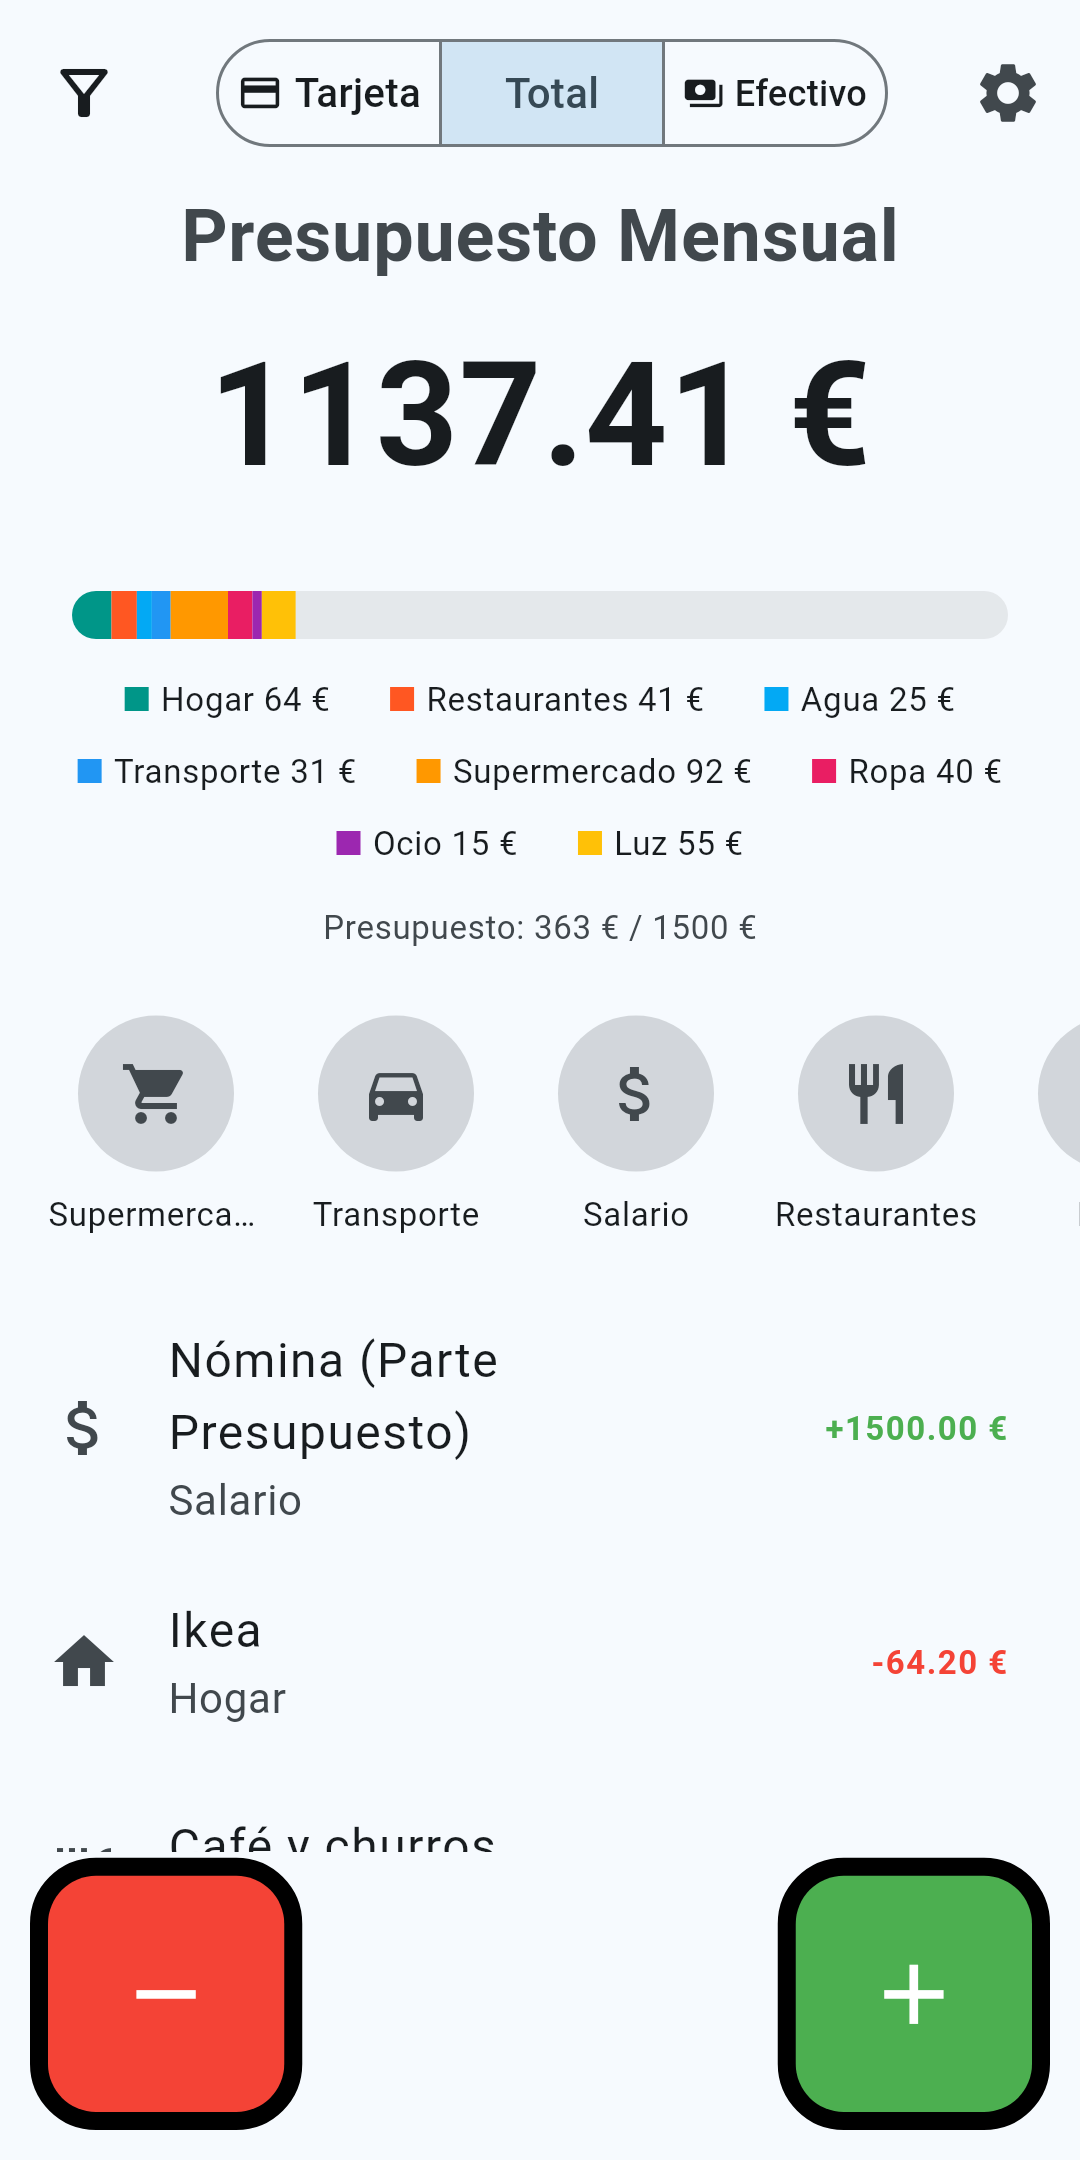 Tarjeta Total Efectivo
Presupuesto Mensual
1137.41 €
Hogar 64 € Restaurantes 41 € Agua 25 €
Transporte 31 € Supermercado 92 € Ropa 40 €
Ocio 15 € Luz 55 €
Presupuesto: 363 € / 1500 €
Supermerca... Transporte Salario Restaurantes
Nómina (Parte
Presupuesto)
+1500.00 €
Salario
Ikea
-64.20 €
Hogar
Café y churros